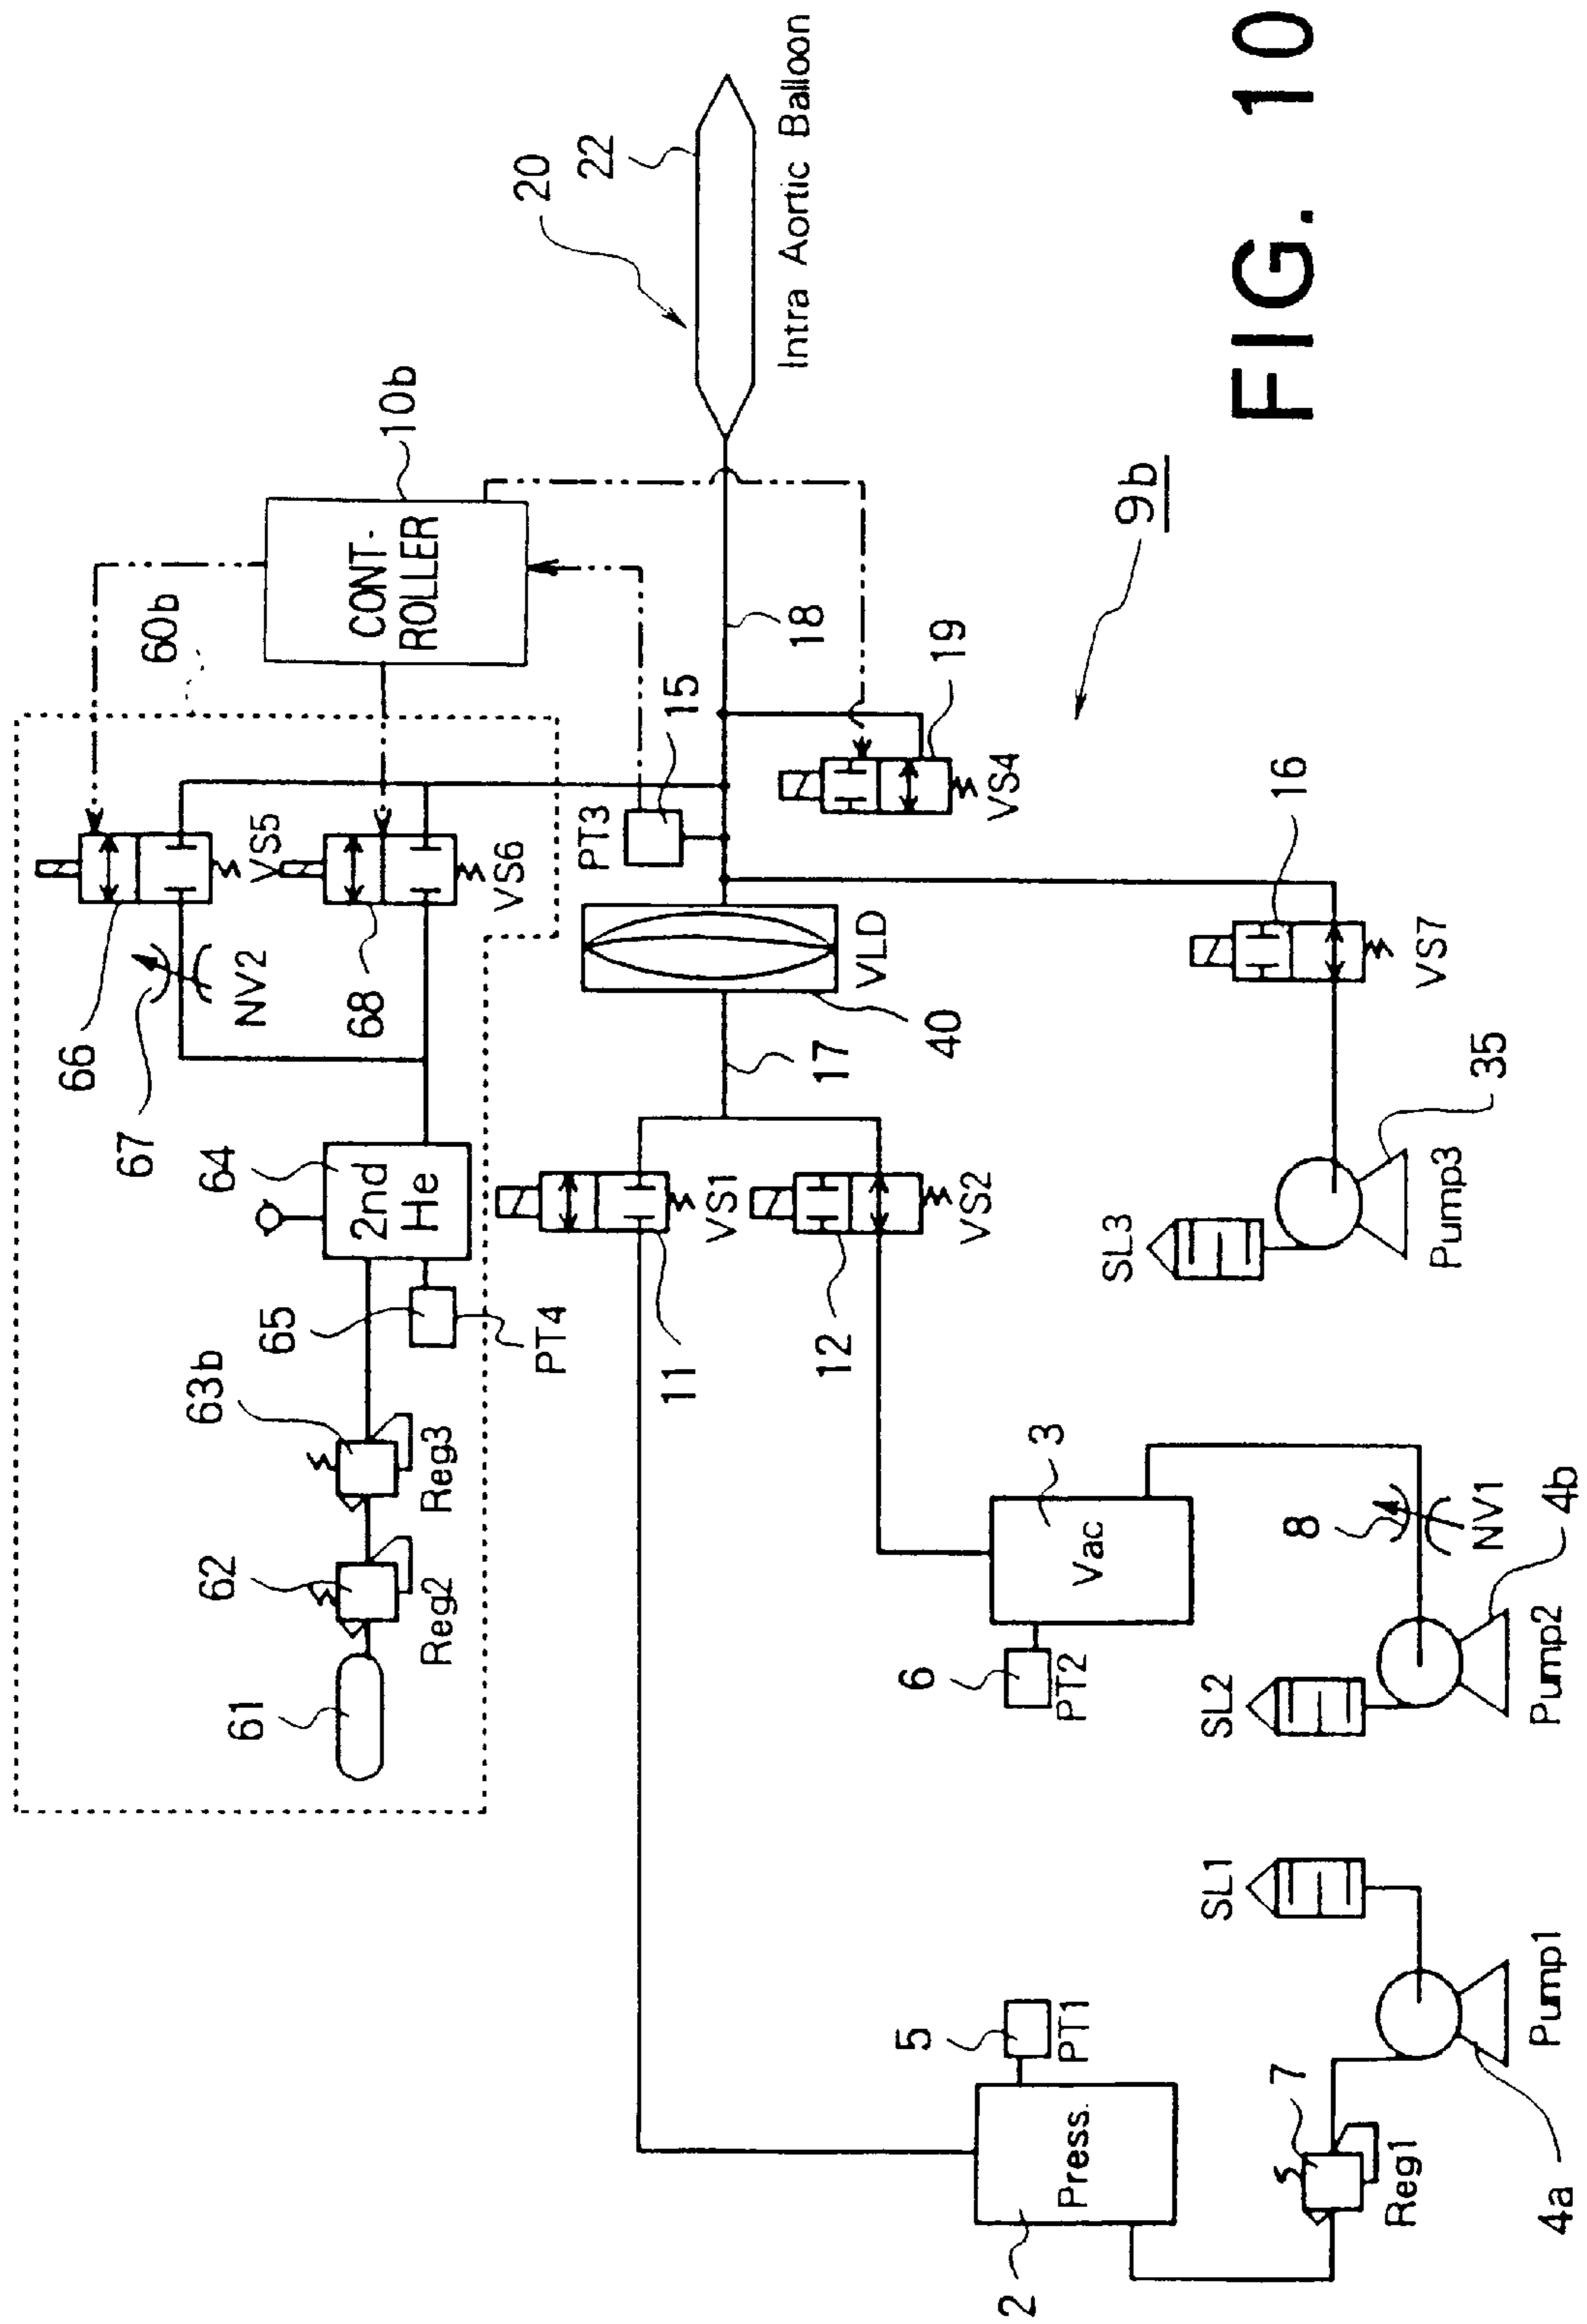 60b
10b
CONT-
ROLLER
20
22
Intra Aortic Balloon
66
67
NV2
VS5
68
VS6
64
2nd
He
65
PT4
63b
Reg3
62
Reg2
61
PT3
15
18
19
VS4
VLD
40
17
VS1
11
VS2
12
16
VS7
35
Pump3
SL3
9b
3
Vac
6
PT2
8
NV1
4b
Pump2
SL2
SL1
5
PT1
Press.
2
7
Reg1
4a
Pump1
FIG. 10